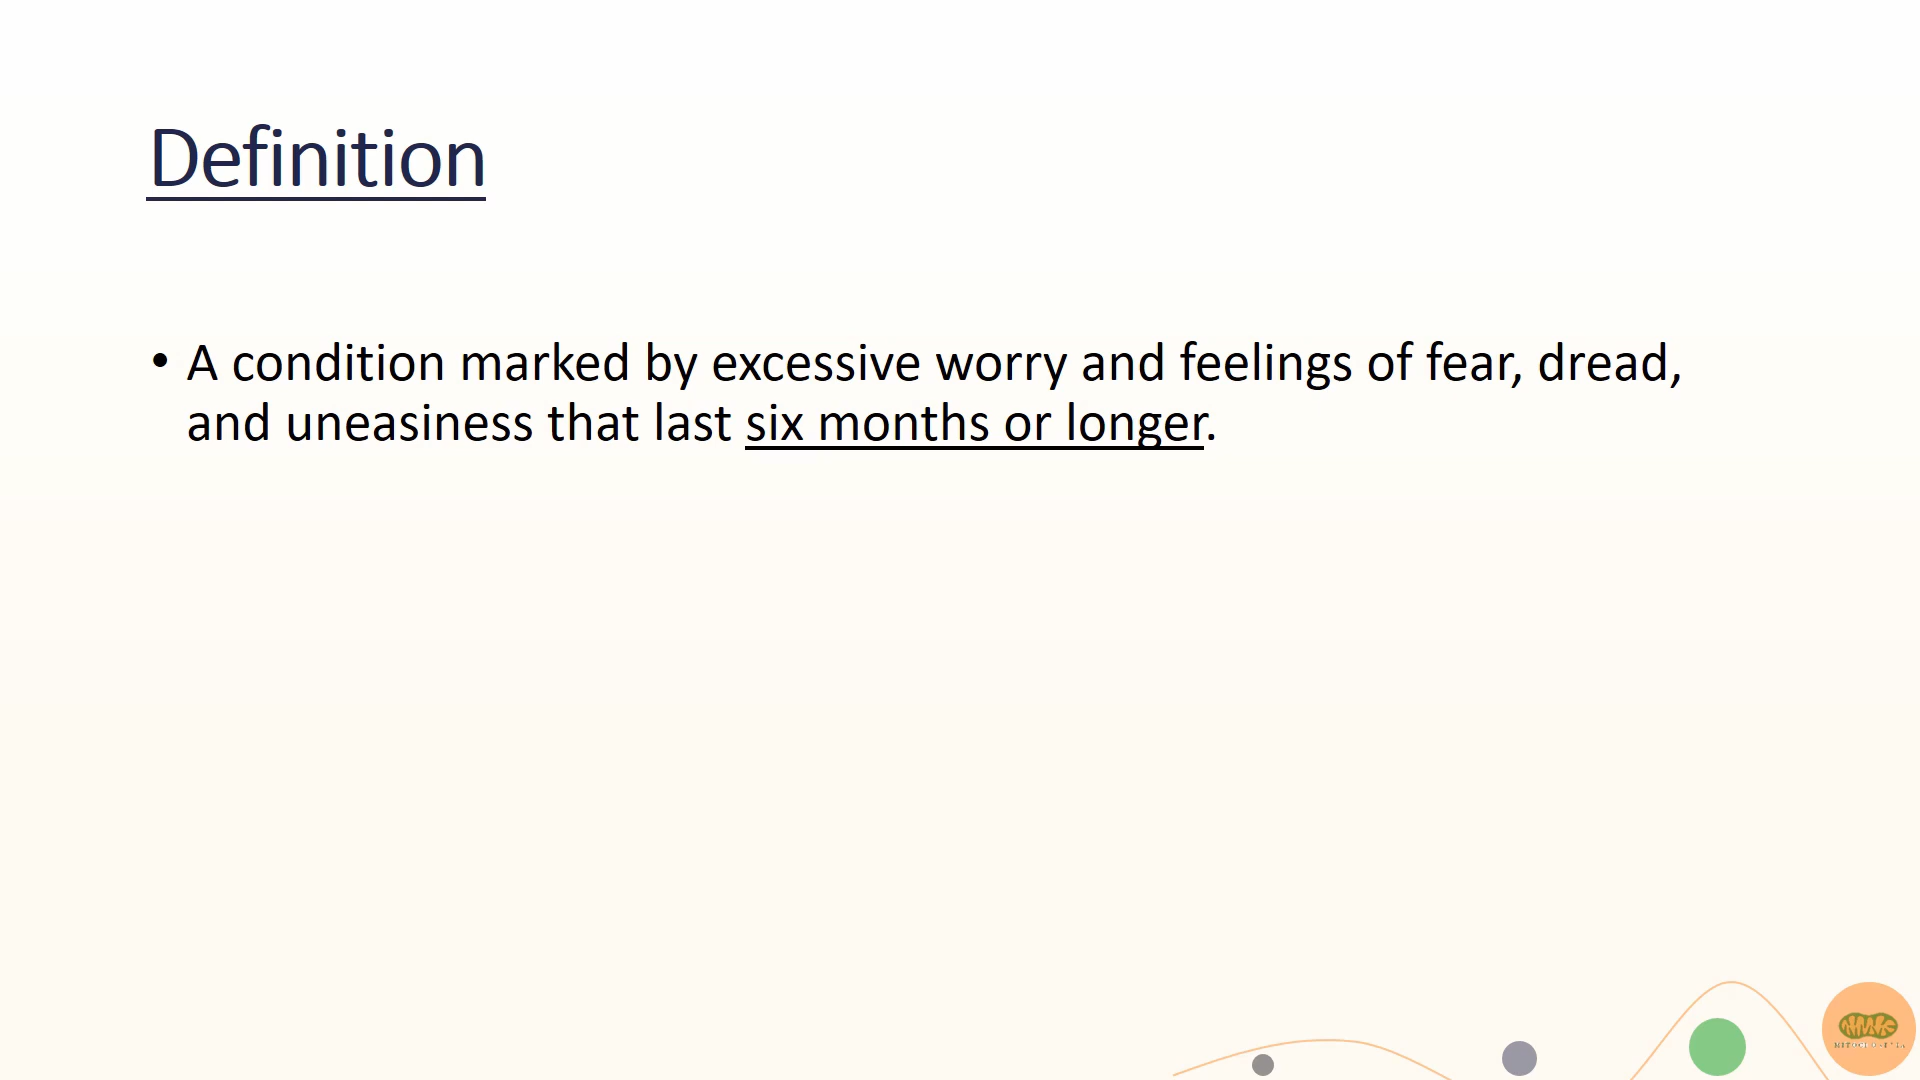 Definition
• A condition marked by excessive worry and feelings of fear, dread,
and uneasiness that last six months or longer.